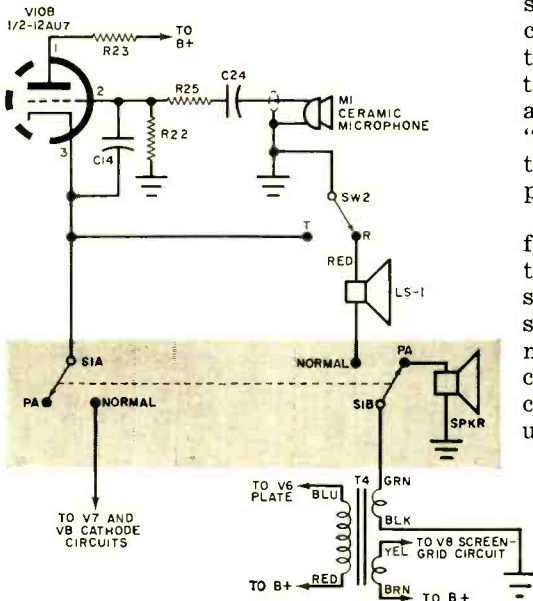 V10B
1/2-12AU7
TO
B+
1
R23
2
R25
C24
M1
CERAMIC
MICROPHONE
3
C14
R22
SW2
T
R
RED
LS-1
S1A
PA
NORMAL
NORMAL
PA
S1B
SPKR
TO V7 AND
V8 CATHODE
CIRCUITS
TO V6
PLATE
BLU
T4
GRN
BLK
YEL
TO V8 SCREEN-
GRID CIRCUIT
TO B+
RED
BRN
TO B+
s
c
t
t
a
“
t
p
f
t
s
s
n
c
c
u